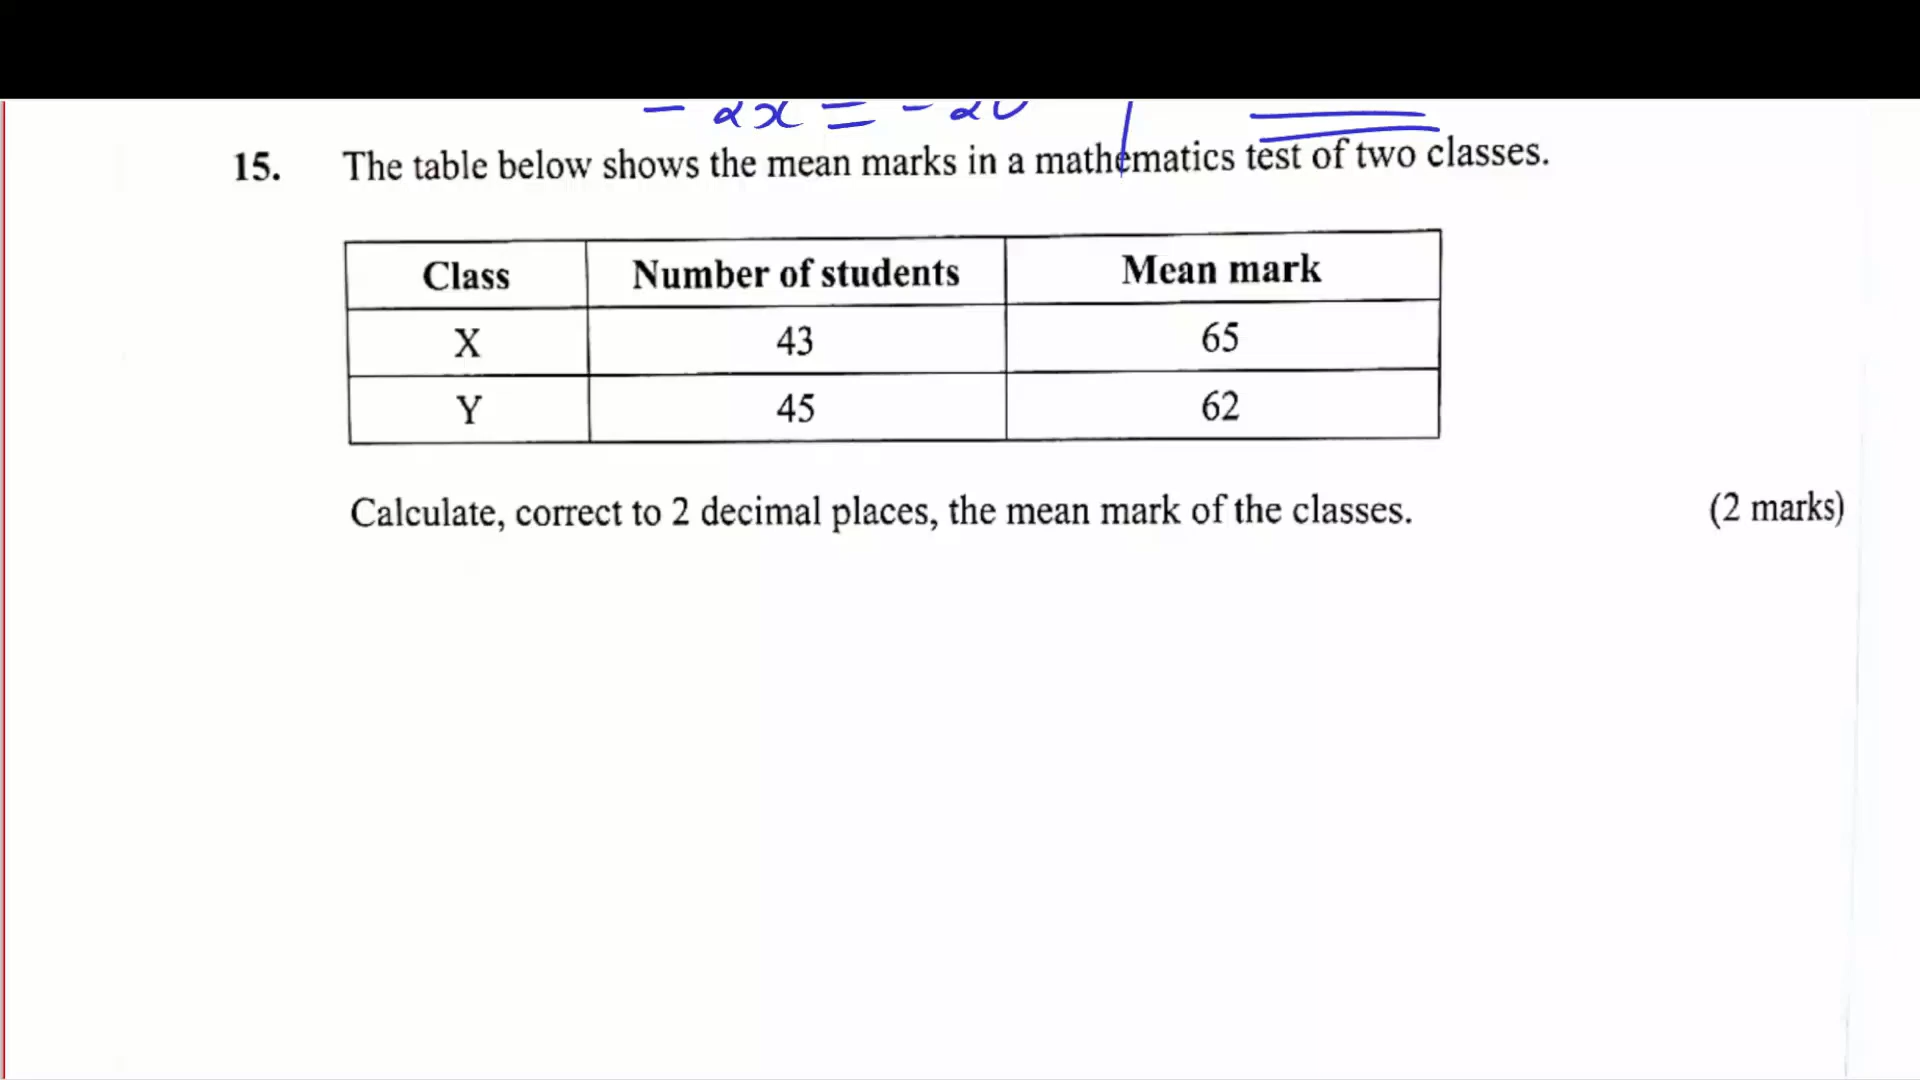 - 2x = - 20
15. The table below shows the mean marks in a mathematics test of two classes.
Class Number of students Mean mark
X 43 65
Y 45 62
Calculate, correct to 2 decimal places, the mean mark of the classes. (2 marks)